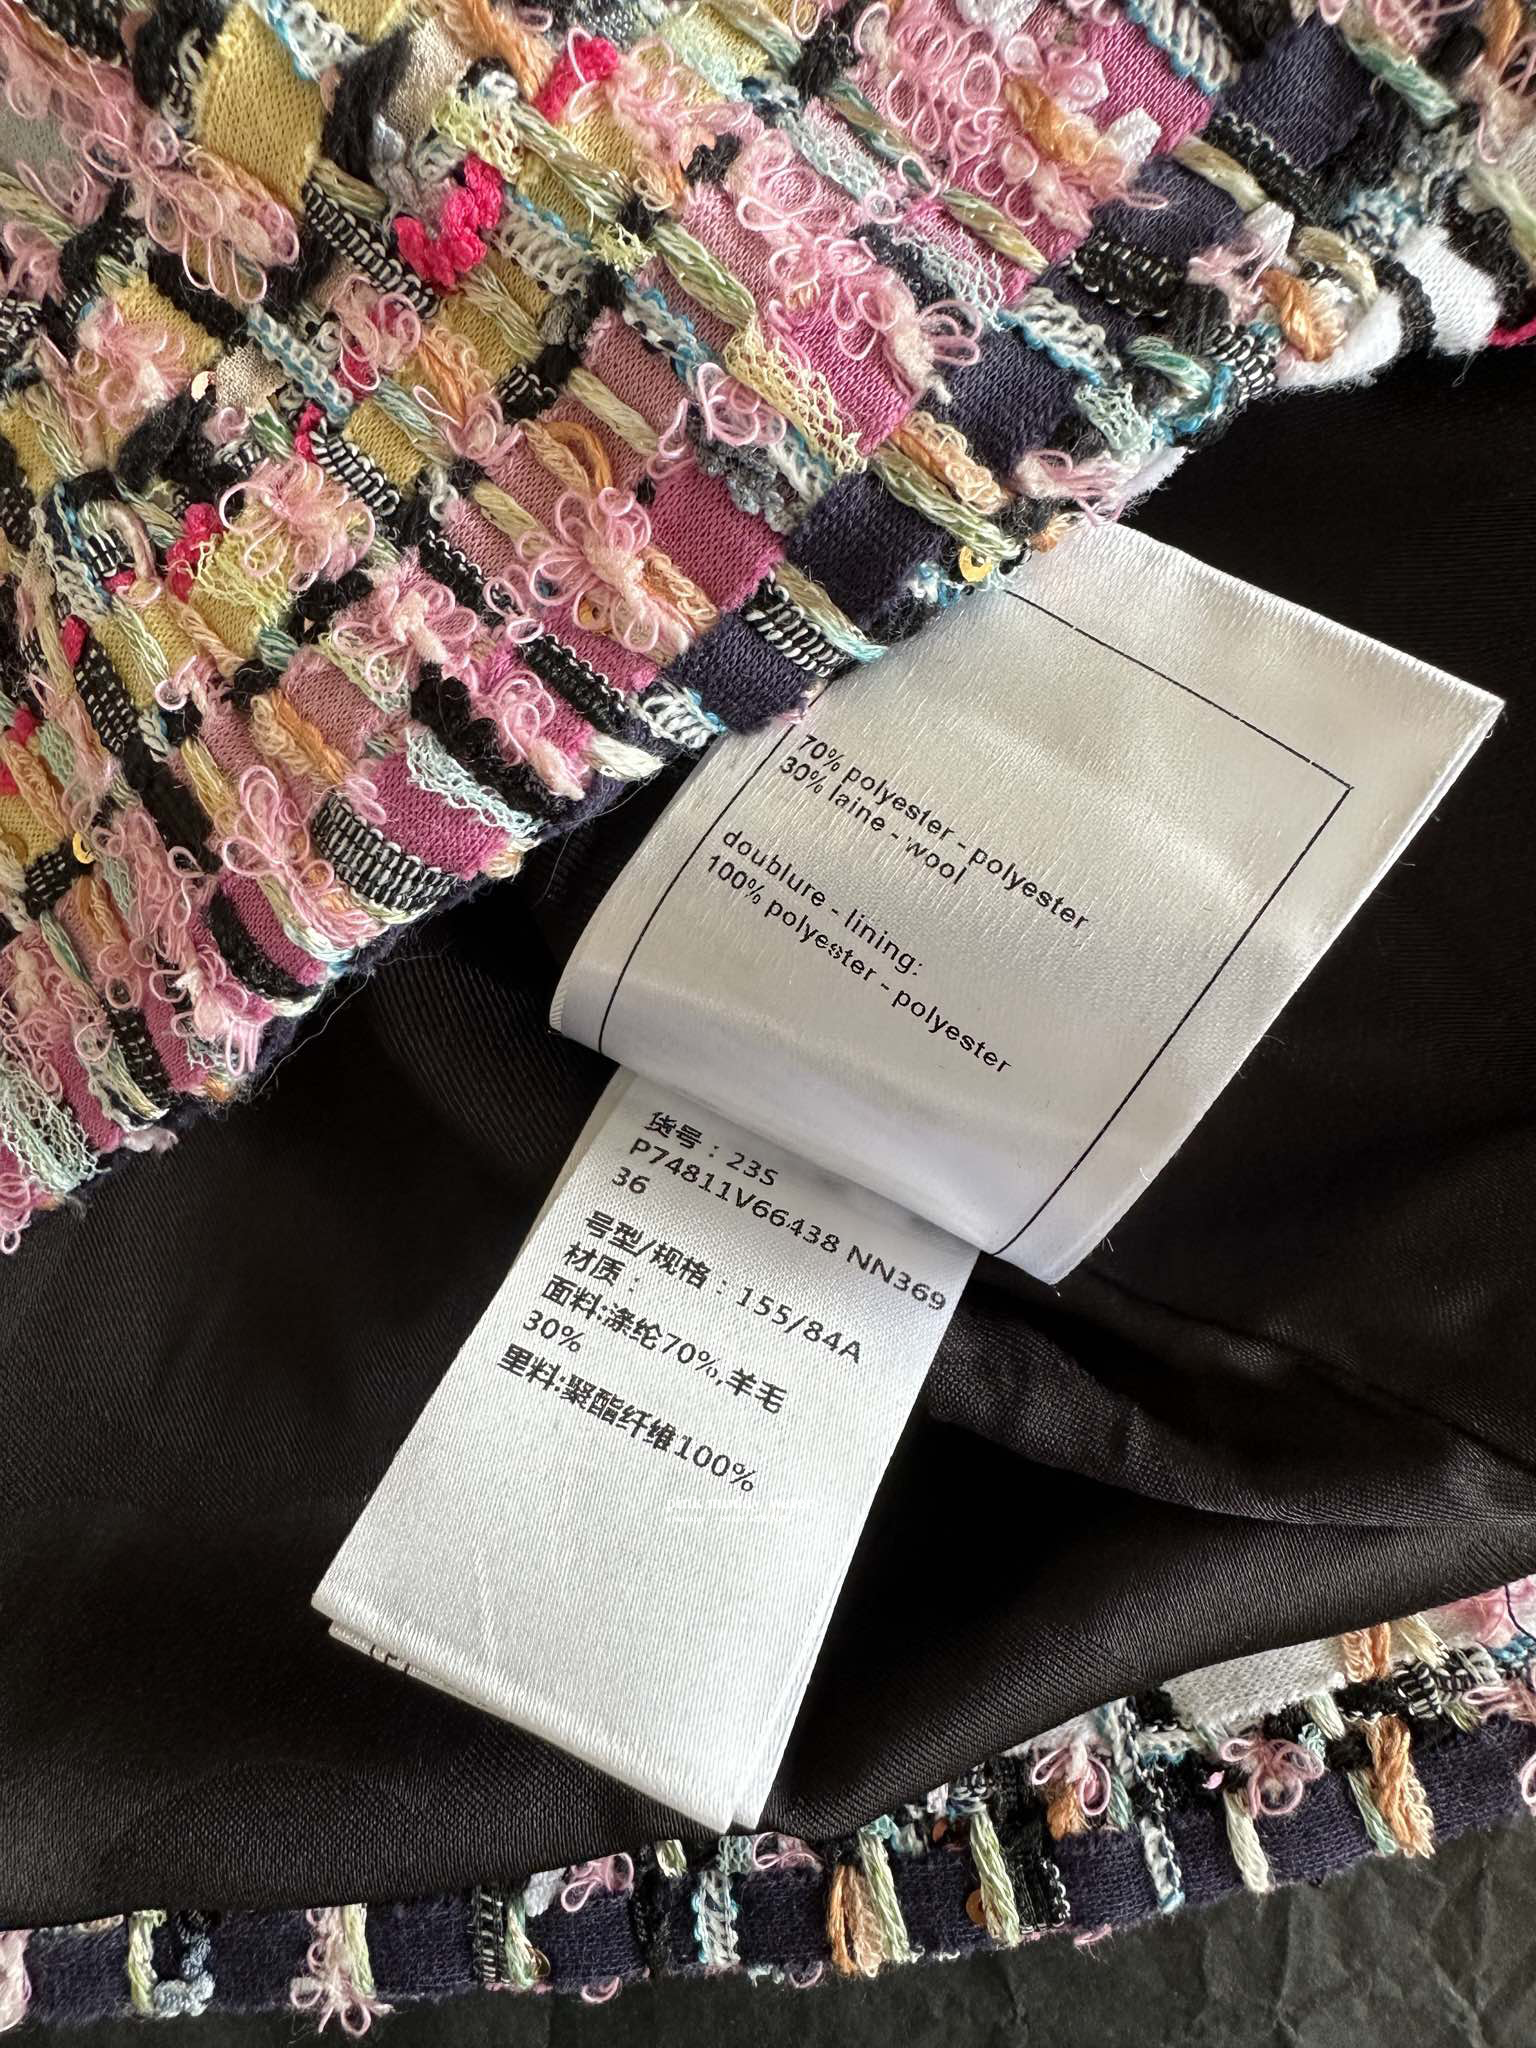 70% polyester - polyester
30% laine - wool
doublure - lining:
100% polyester - polyester
货号：23S
P74811V66438 NN369
36
号型/规格：155/84A
材质：
面料:涤纶70%,羊毛
30%
里料:聚酯纤维100%